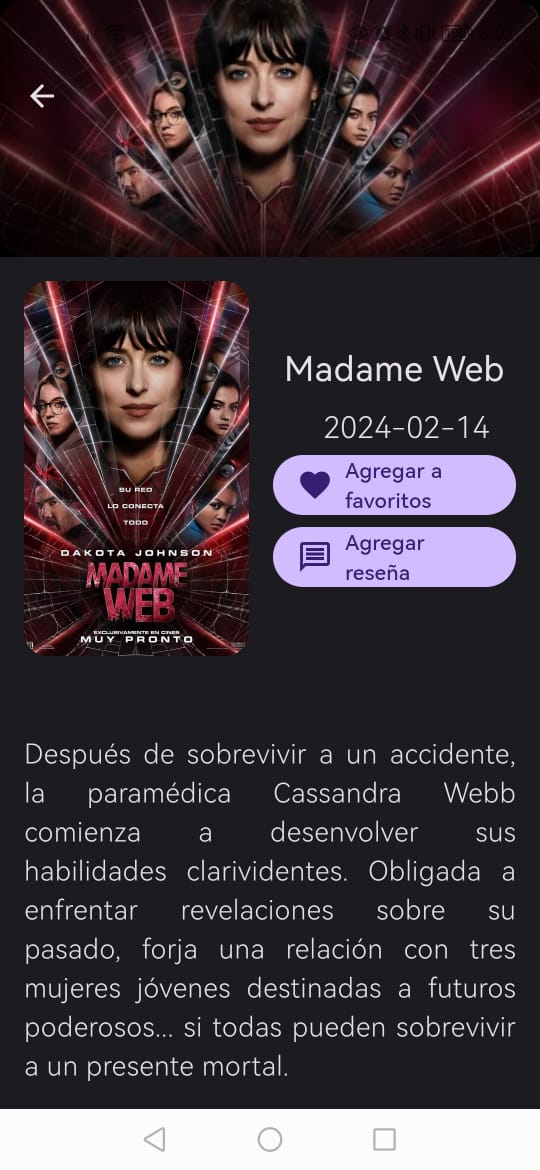 Madame Web
2024-02-14
Agregar a
favoritos
Agregar
reseña
SU RED
LO CONECTA
TODO
DAKOTA JOHNSON
MADAME
WEB
EXCLUSIVAMENTE EN CINES
MUY PRONTO
Después de sobrevivir a un accidente,
la paramédica Cassandra Webb
comienza a desenvolver sus
habilidades clarividentes. Obligada a
enfrentar revelaciones sobre su
pasado, forja una relación con tres
mujeres jóvenes destinadas a futuros
poderosos... si todas pueden sobrevivir
a un presente mortal.